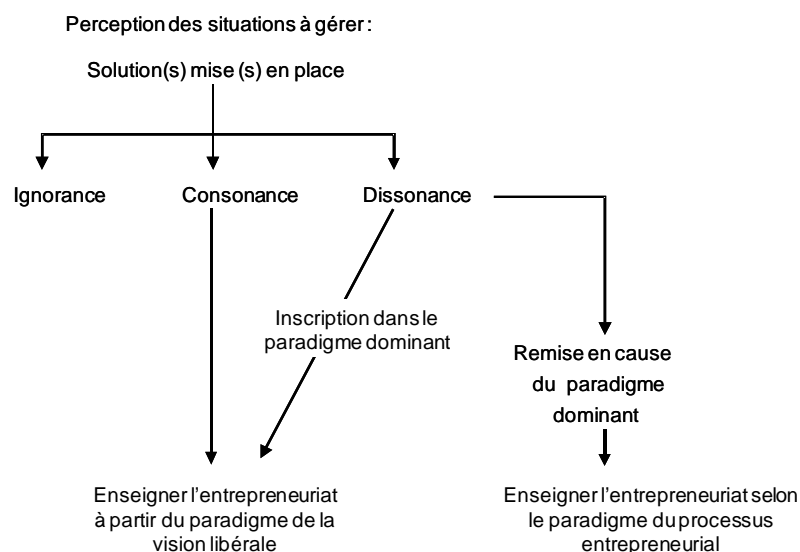 Perception des situations à gérer :
Solution(s) mise (s) en place
Ignorance Consonance Dissonance
Inscription dans le
paradigme dominant
Remise en cause
du paradigme
dominant
Enseigner l'entrepreneuriat
à partir du paradigme de la
vision libérale
Enseigner l'entrepreneuriat selon
le paradigme du processus
entrepreneurial